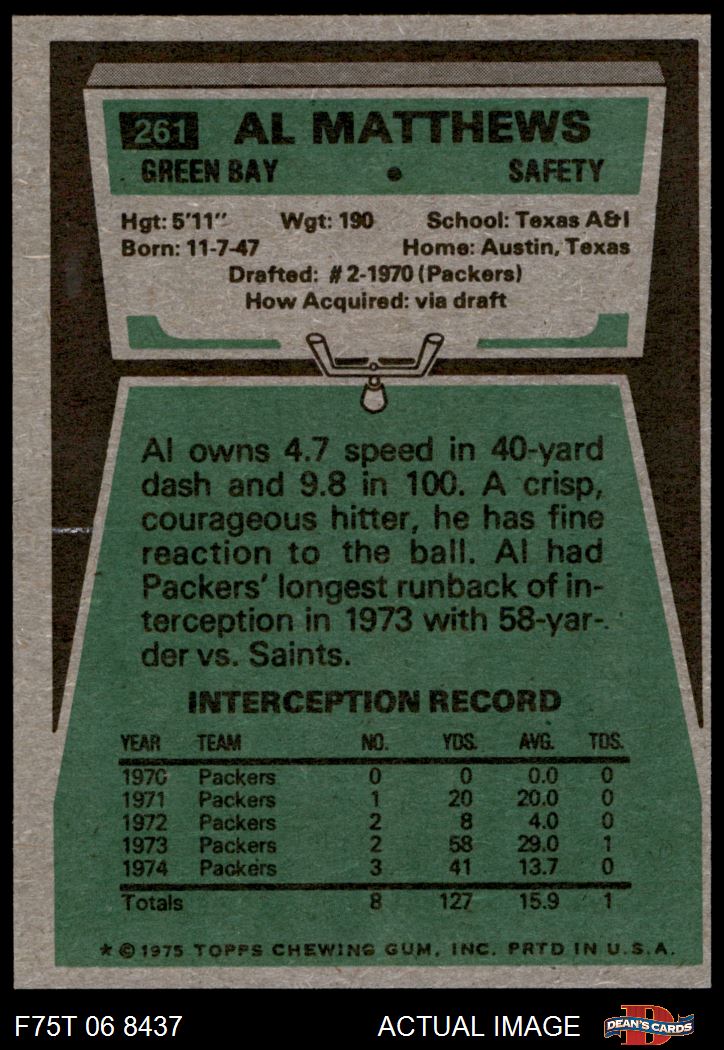 261 AL MATTHEWS
GREEN BAY • SAFETY
Hgt: 5'11" Wgt: 190 School: Texas A&I
Born: 11-7-47 Home: Austin, Texas
Drafted: #2-1970 (Packers)
How Acquired: via draft
Al owns 4.7 speed in 40-yard
dash and 9.8 in 100. A crisp,
courageous hitter, he has fine
reaction to the ball. Al had
Packers' longest runback of in-
terception in 1973 with 58-yar-
der vs. Saints.
INTERCEPTION RECORD
YEAR TEAM NO. YDS. AVG. TDS.
1970 Packers 0 0 0.0 0
1971 Packers 1 20 20.0 0
1972 Packers 2 8 4.0 0
1973 Packers 2 58 29.0 1
1974 Packers 3 41 13.7 0
Totals 8 127 15.9 1
* © 1975 TOPPS CHEWING GUM, INC. PRTD IN U.S.A.
F75T 06 8437 ACTUAL IMAGE D DEAN'S CARDS